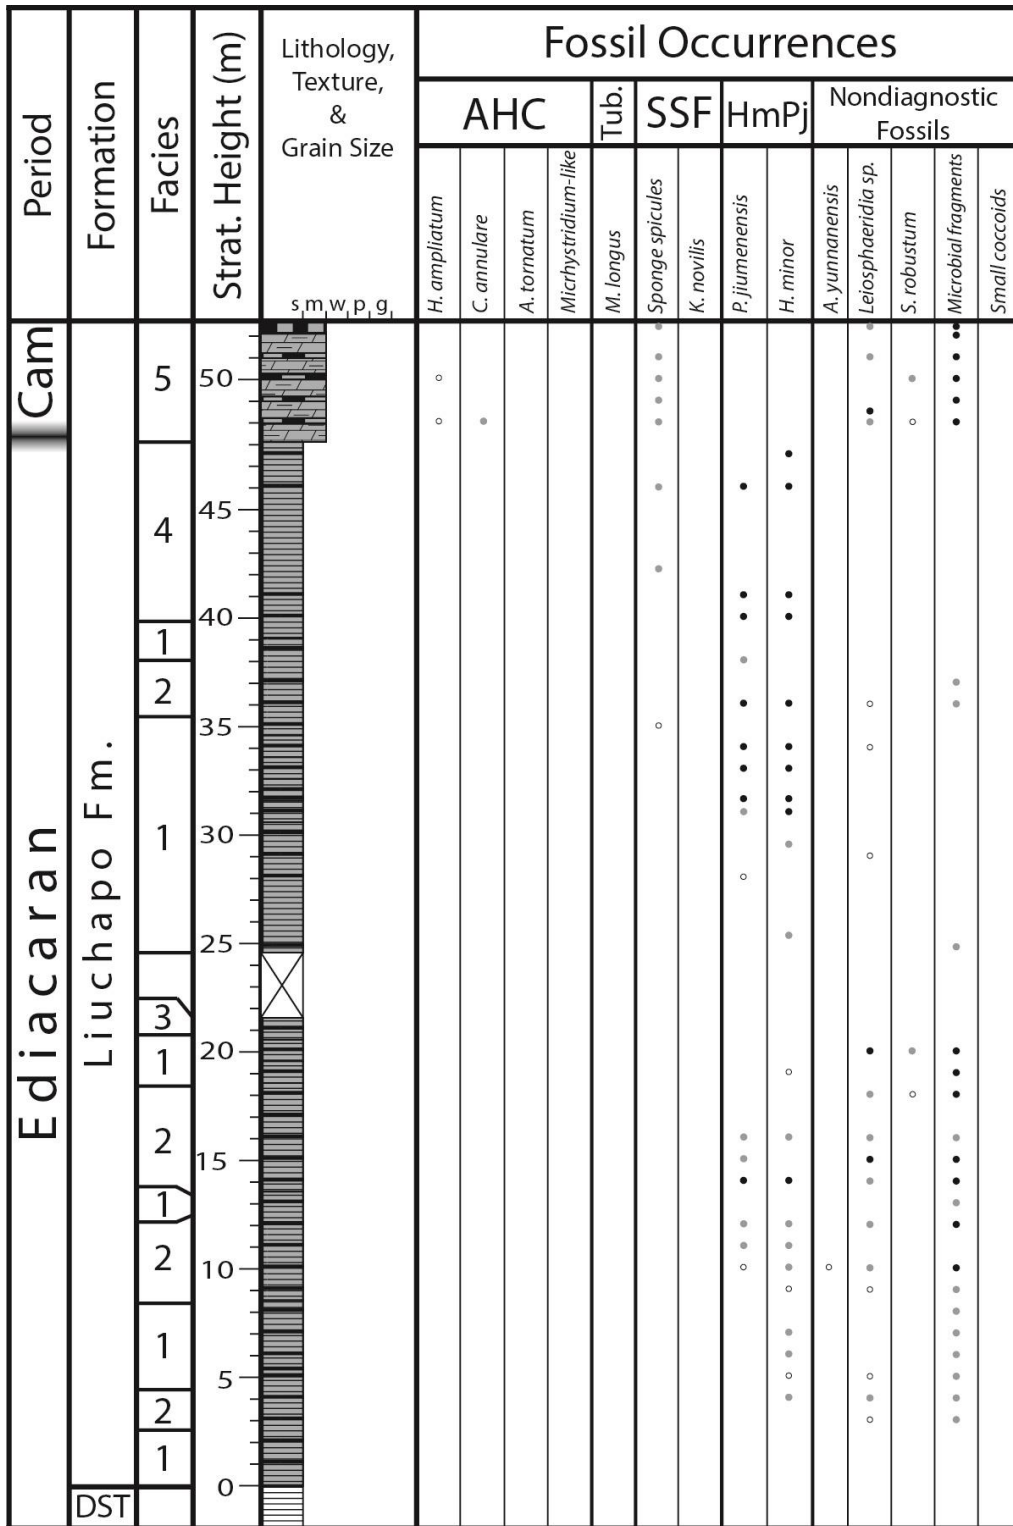 Period
Formation
Facies
Strat. Height (m)
Lithology,
Texture,
&
Grain Size
s m w p g
Fossil Occurrences
AHC
Tub.
SSF
HmPj
Nondiagnostic
Fossils
H. ampliatum
C. annulare
A. tornatum
Michystridium-like
M. longus
Sponge spicules
K. novilis
P. jiumenensis
H. minor
A. yunnanensis
Leiosphaeridia sp.
S. robustum
Microbial fragments
Small coccoids
Cam
Ediacaran
Liuchapo Fm.
DST
5
4
1
2
1
3
1
2
1
2
1
2
1
50
45
40
35
30
25
20
15
10
5
0